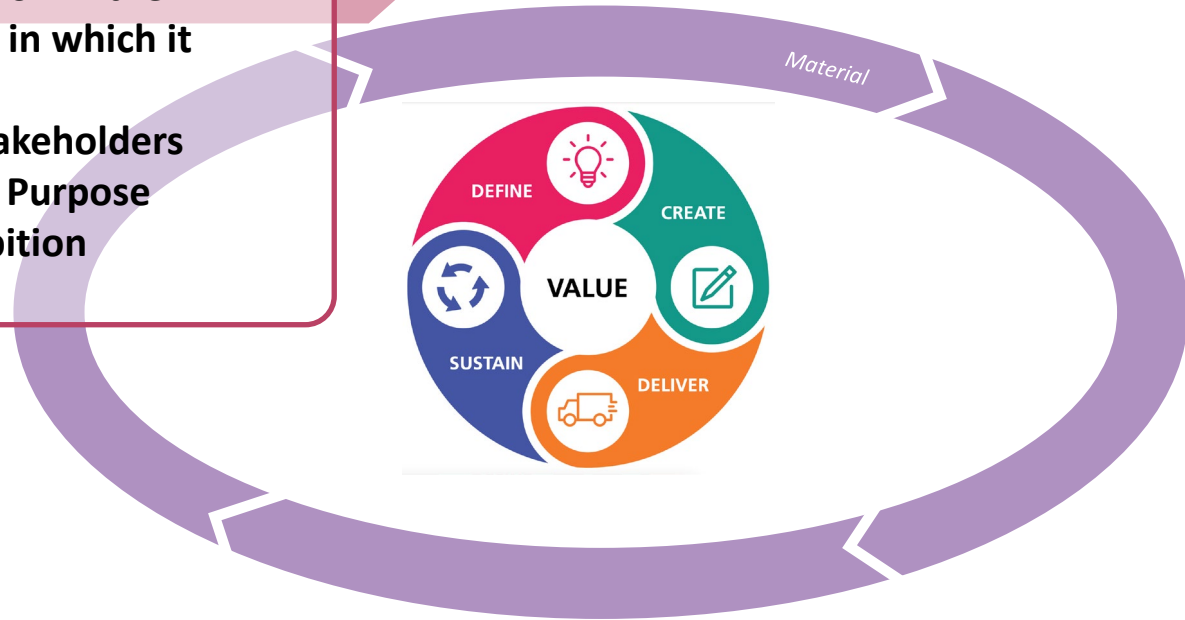 in which it
akeholders
Purpose
bition
Material
DEFINE
CREATE
VALUE
SUSTAIN
DELIVER